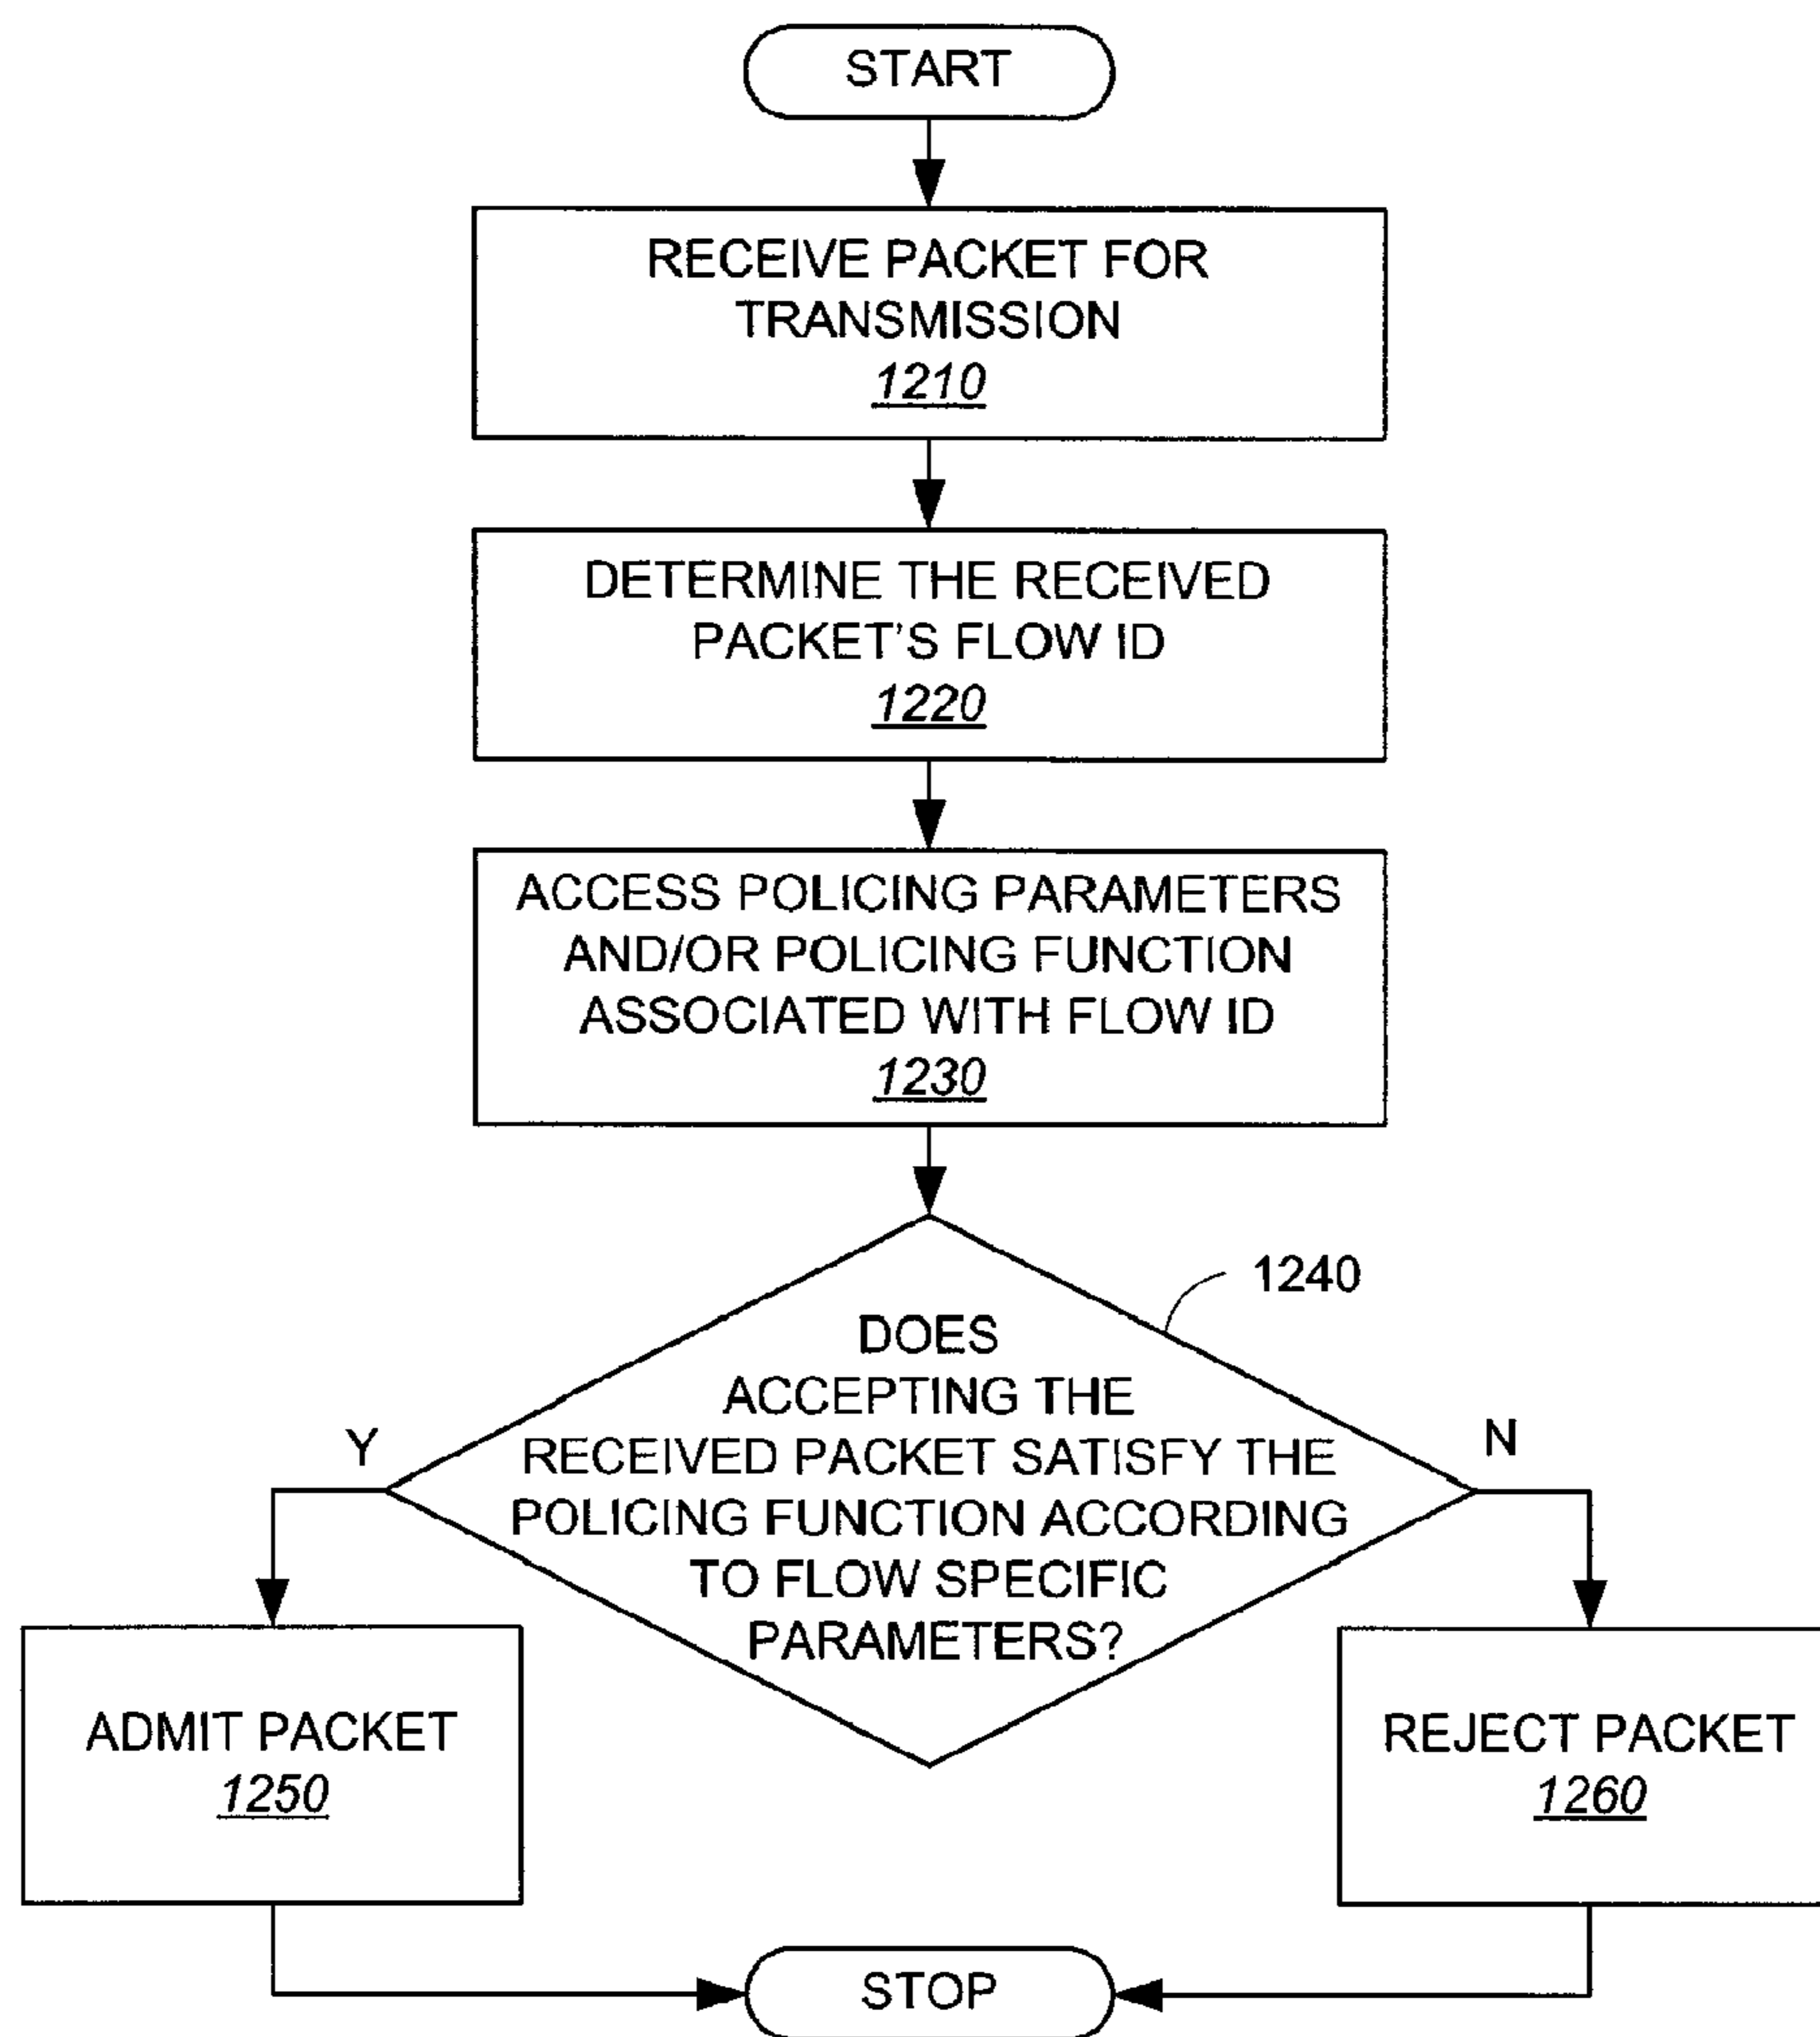 START
RECEIVE PACKET FOR
TRANSMISSION
1210
DETERMINE THE RECEIVED
PACKET'S FLOW ID
1220
ACCESS POLICING PARAMETERS
AND/OR POLICING FUNCTION
ASSOCIATED WITH FLOW ID
1230
1240
DOES
ACCEPTING THE
RECEIVED PACKET SATISFY THE
POLICING FUNCTION ACCORDING
TO FLOW SPECIFIC
PARAMETERS?
Y
N
ADMIT PACKET
1250
REJECT PACKET
1260
STOP